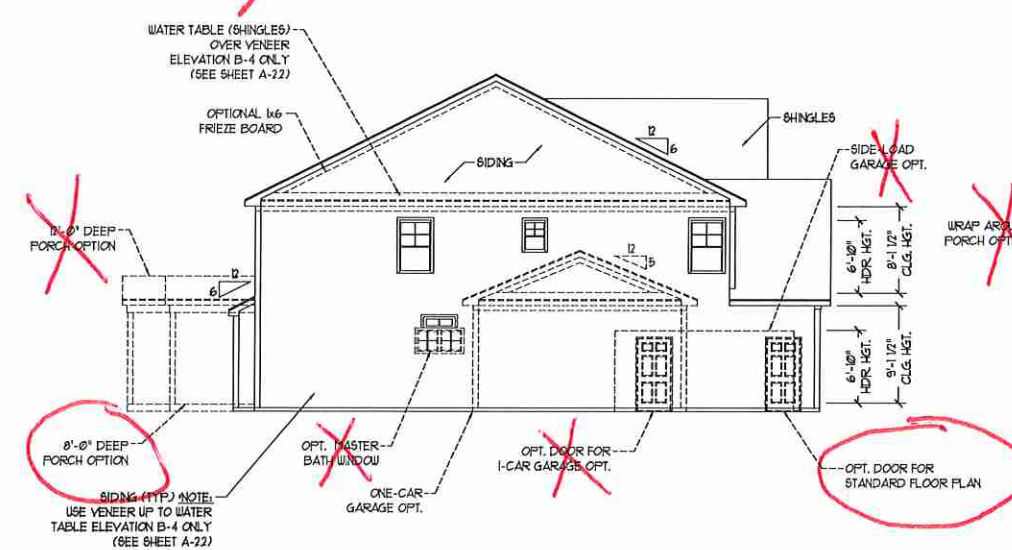 WATER TABLE (SHINGLES)
OVER VENEER
ELEVATION B-4 ONLY
(SEE SHEET A-2.2)
OPTIONAL 1x6
FRIEZE BOARD
SIDING
12
6
SHINGLES
SIDE-LOAD
GARAGE OPT.
12'-0" DEEP
PORCH OPTION
12
6
12
5
6'-10"
HDR. HGT.
8'-1 1/2"
CLG. HGT.
WRAP
PORCH
6'-10"
HDR. HGT.
9'-1 1/2"
CLG. HGT.
8'-0" DEEP
PORCH OPTION
OPT. MASTER
BATH WINDOW
OPT. DOOR FOR
1-CAR GARAGE OPT.
OPT. DOOR FOR
STANDARD FLOOR PLAN
ONE-CAR
GARAGE OPT.
SIDING (TYP.) NOTE:
USE VENEER UP TO WATER
TABLE ELEVATION B-4 ONLY
(SEE SHEET A-2.2)